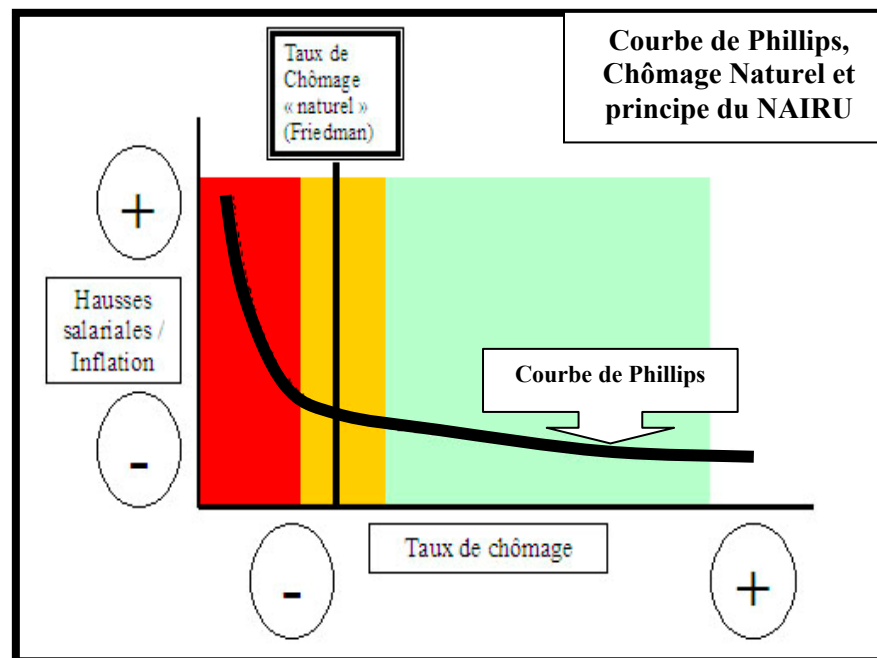 Courbe de Phillips,
Chômage Naturel et
principe du NAIRU
Taux de
Chômage
« naturel »
(Friedman)
+
Hausses
salariales /
Inflation
-
Courbe de Phillips
-
Taux de chômage
+